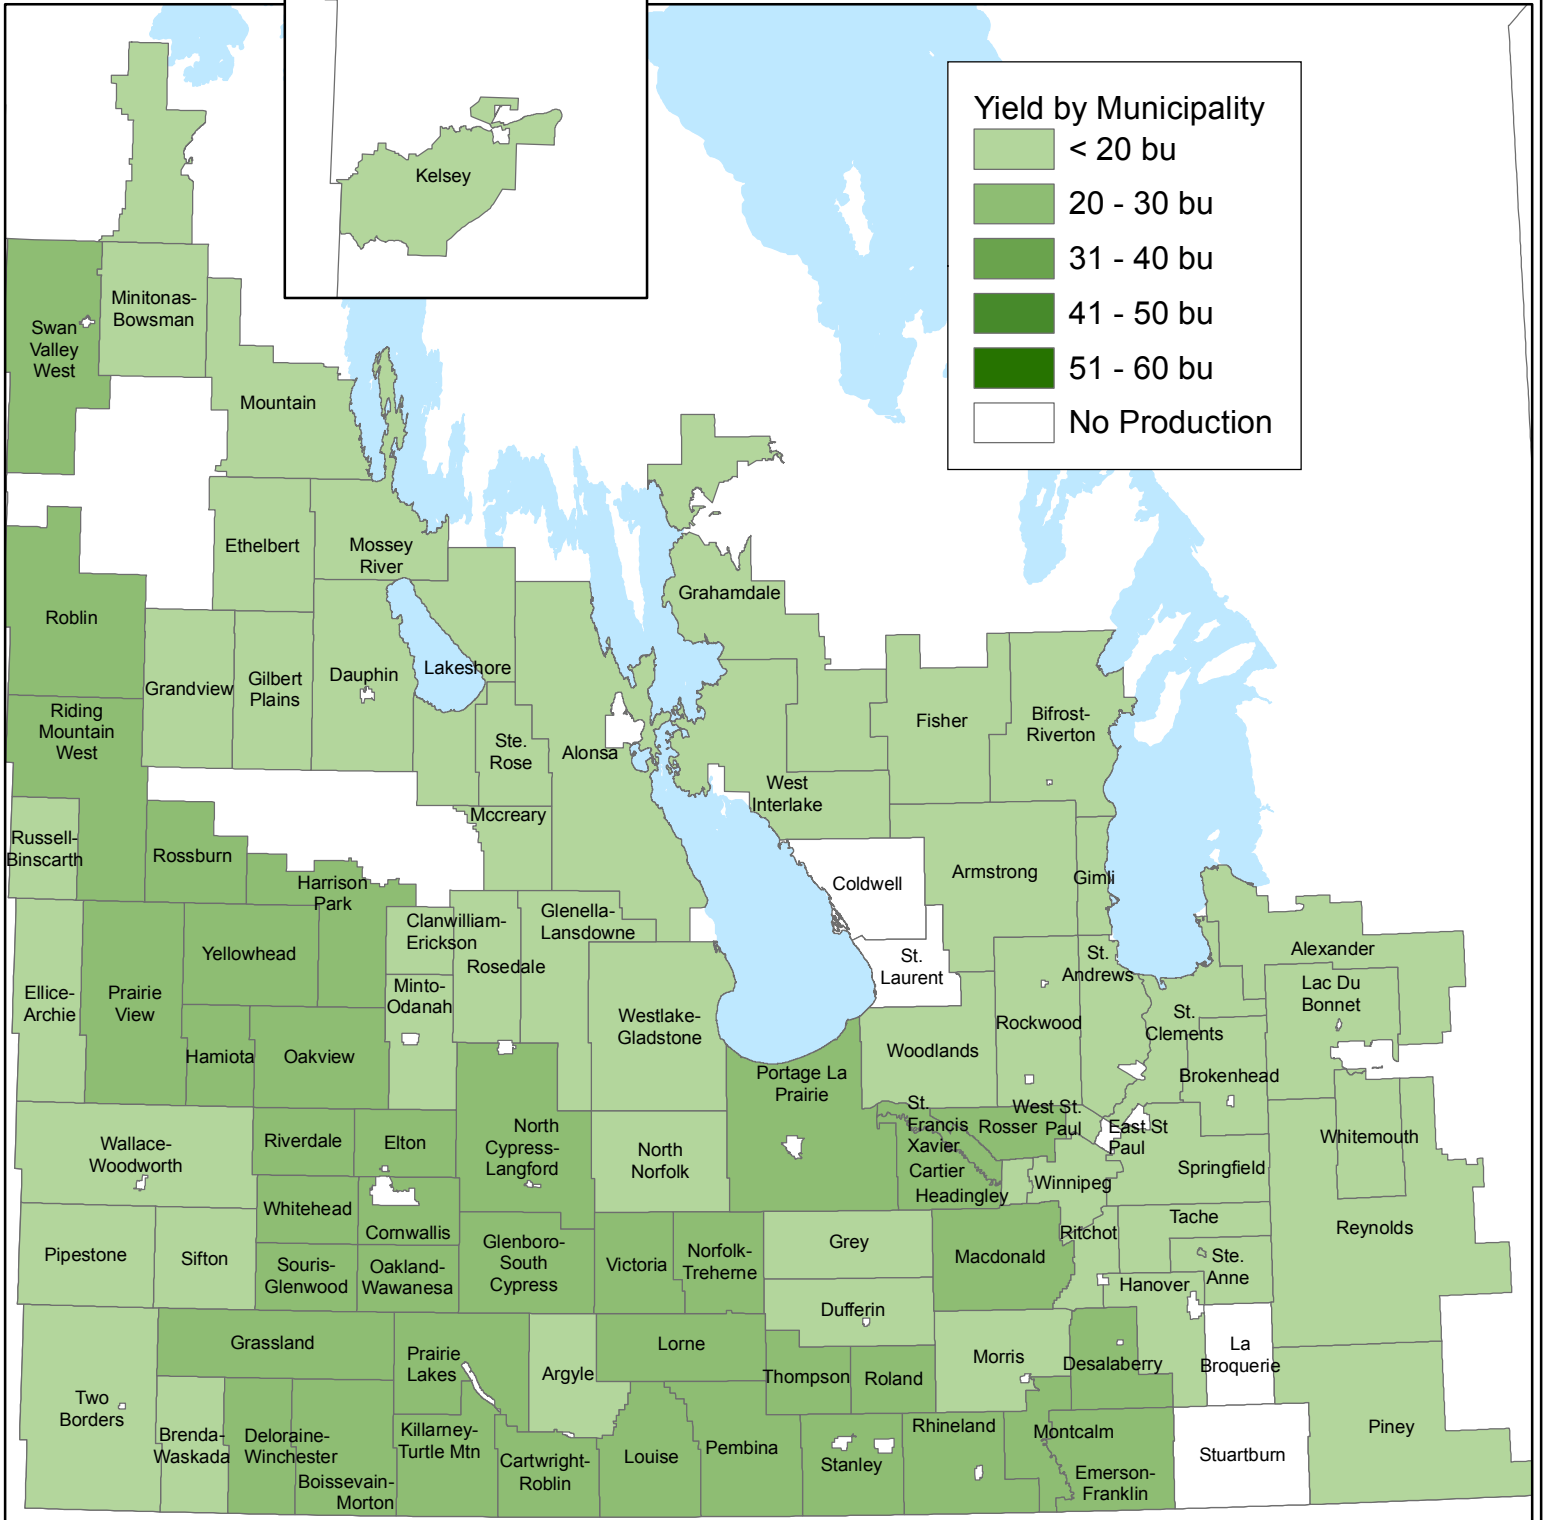 Yield by Municipality
< 20 bu
20 - 30 bu
31 - 40 bu
41 - 50 bu
51 - 60 bu
No Production
Kelsey
Minitonas-
Bowsman
Swan
Valley
West
Mountain
Ethelbert
Mossey
River
Grahamdale
Roblin
Grandview
Gilbert
Plains
Dauphin
Lakeshore
Riding
Mountain
West
Ste.
Rose
Alonsa
Fisher
Bifrost-
Riverton
West
Interlake
Mccreary
Russell-
Binscarth
Rossburn
Harrison
Park
Coldwell
Armstrong
Gimli
Clanwilliam-
Erickson
Glenella-
Lansdowne
Yellowhead
Rosedale
St.
Laurent
St.
Andrews
Alexander
Ellice-
Archie
Prairie
View
Minto-
Odanah
Westlake-
Gladstone
Lac Du
Bonnet
Rockwood
St.
Clements
Hamiota
Oakview
Woodlands
Portage La
Prairie
Brokenhead
St.
Francis
Xavier
Rosser
West St.
Paul
East St
Paul
Whitemouth
Wallace-
Woodworth
Riverdale
Elton
North
Cypress-
Langford
North
Norfolk
Cartier
Headingley
Winnipeg
Springfield
Whitehead
Cornwallis
Tache
Reynolds
Pipestone
Sifton
Souris-
Glenwood
Oakland-
Wawanesa
Glenboro-
South
Cypress
Victoria
Norfolk-
Treherne
Grey
Macdonald
Ritchot
Ste.
Anne
Hanover
Dufferin
Grassland
Prairie
Lakes
Argyle
Lorne
Thompson
Roland
Morris
Desalaberry
La
Broquerie
Two
Borders
Brenda-
Waskada
Deloraine-
Winchester
Boissevain-
Morton
Killarney-
Turtle Mtn
Cartwright-
Roblin
Louise
Pembina
Stanley
Rhineland
Montcalm
Emerson-
Franklin
Stuartburn
Piney